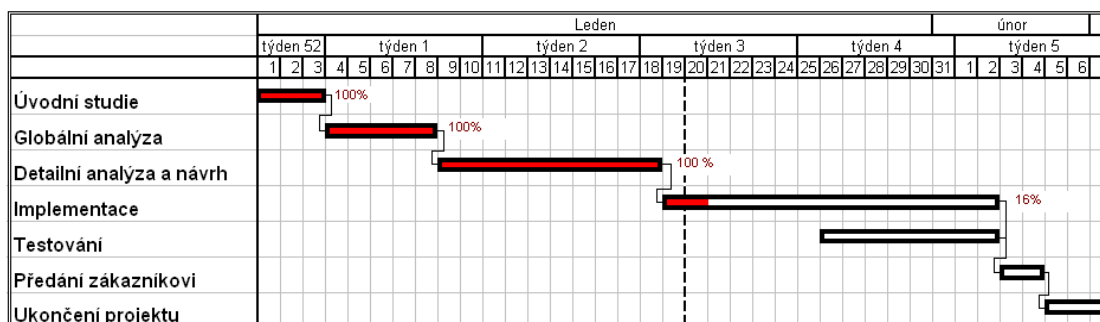 Leden únor
týden 52 týden 1 týden 2 týden 3 týden 4 týden 5
1 2 3 4 5 6 7 8 9 10 11 12 13 14 15 16 17 18 19 20 21 22 23 24 25 26 27 28 29 30 31 1 2 3 4 5 6
Úvodní studie 100%
Globální analýza 100%
Detailní analýza a návrh 100 %
Implementace 16%
Testování
Předání zákazníkovi
Ukončení projektu